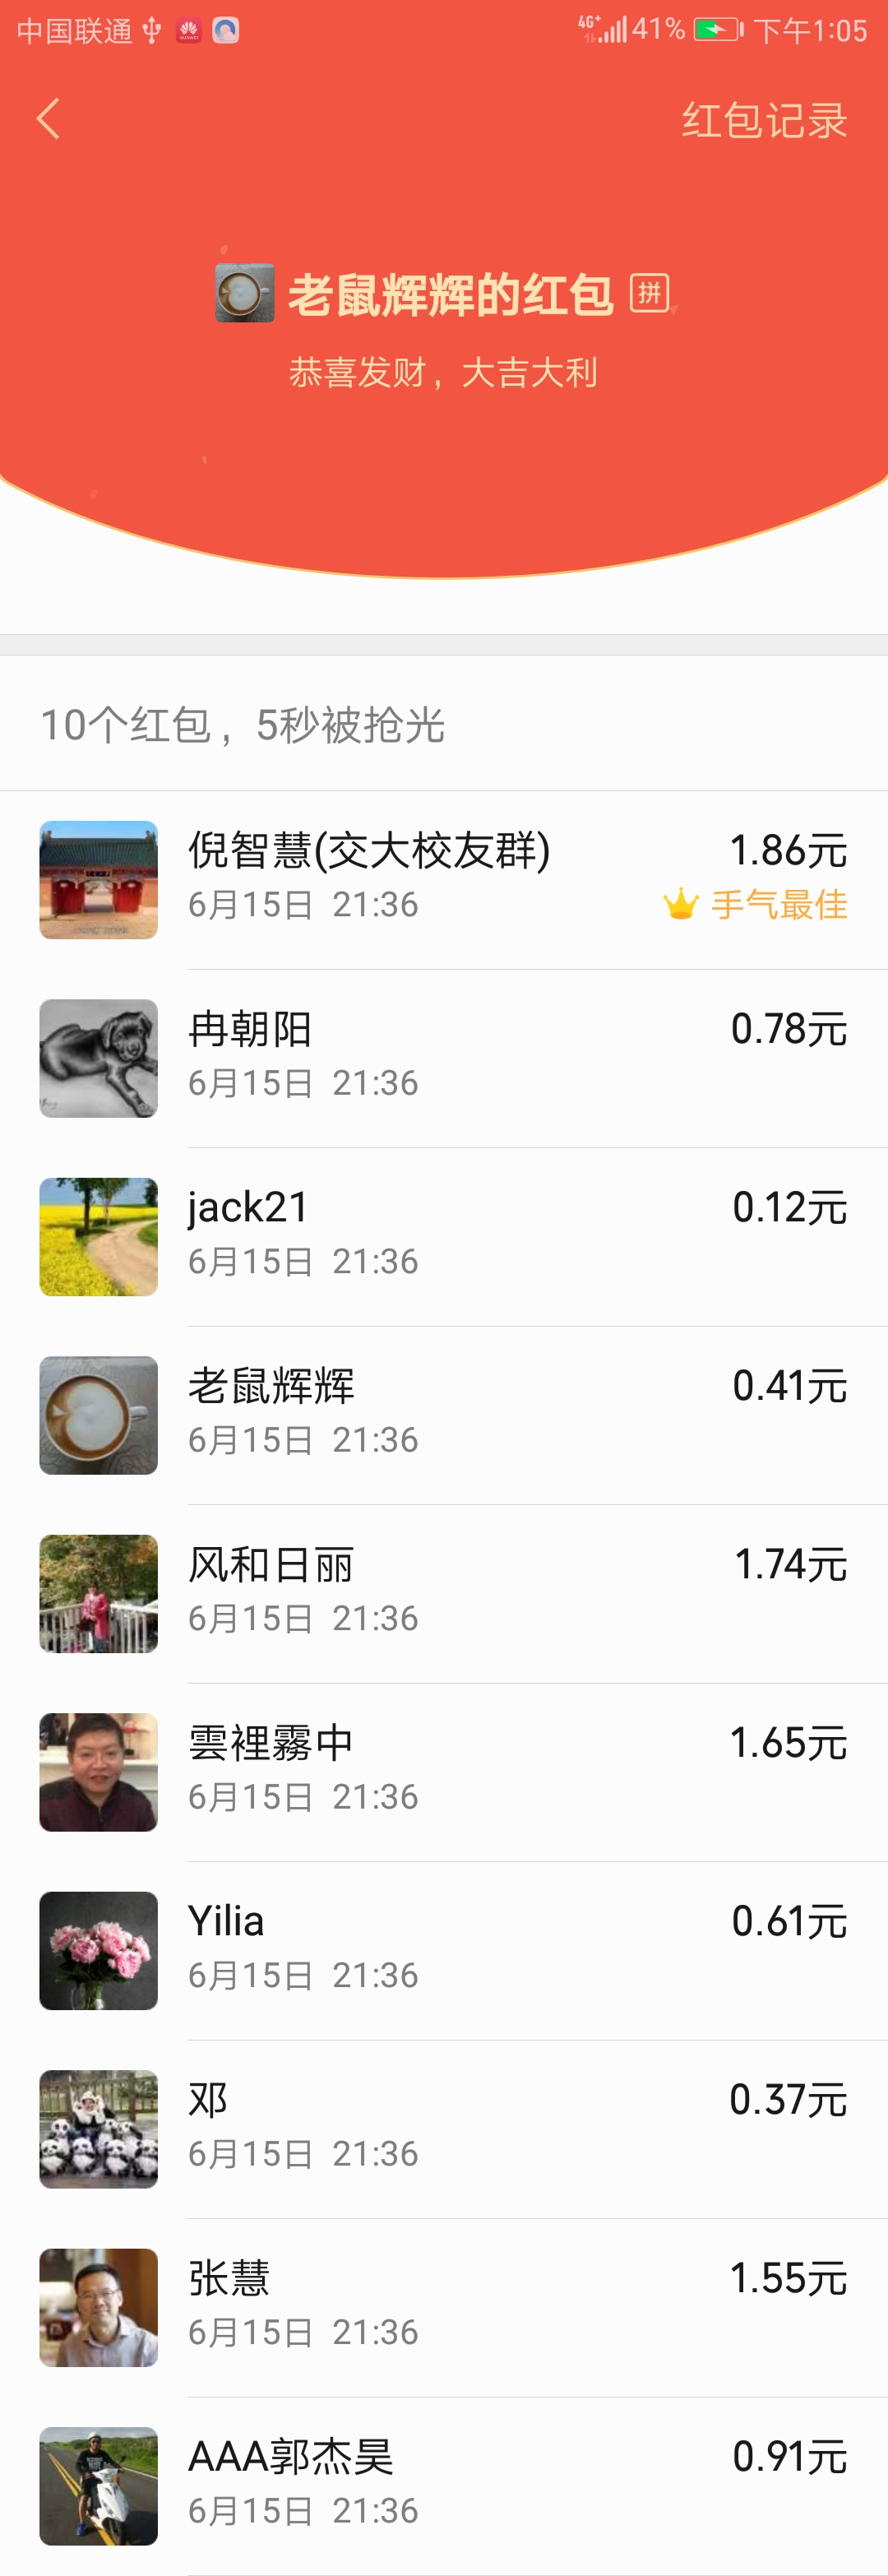 中国联通 4G+ 41% 下午1:05
红包记录
老鼠辉辉的红包 拼
恭喜发财，大吉大利
10个红包，5秒被抢光
倪智慧(交大校友群) 1.86元
6月15日 21:36 手气最佳
冉朝阳 0.78元
6月15日 21:36
jack21 0.12元
6月15日 21:36
老鼠辉辉 0.41元
6月15日 21:36
风和日丽 1.74元
6月15日 21:36
雲裡霧中 1.65元
6月15日 21:36
Yilia 0.61元
6月15日 21:36
邓 0.37元
6月15日 21:36
张慧 1.55元
6月15日 21:36
AAA郭杰昊 0.91元
6月15日 21:36